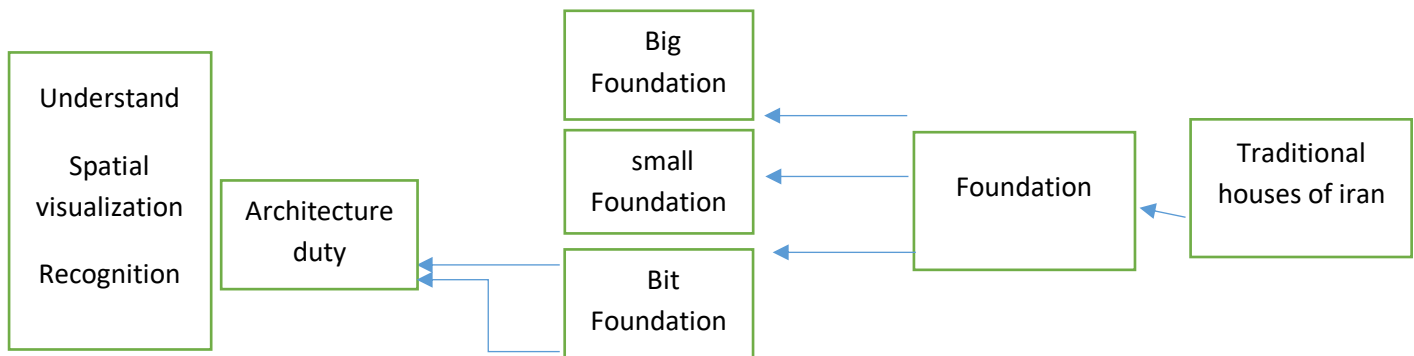 Understand
Spatial
visualization
Recognition
Architecture
duty
Big
Foundation
small
Foundation
Bit
Foundation
Foundation
Traditional
houses of iran